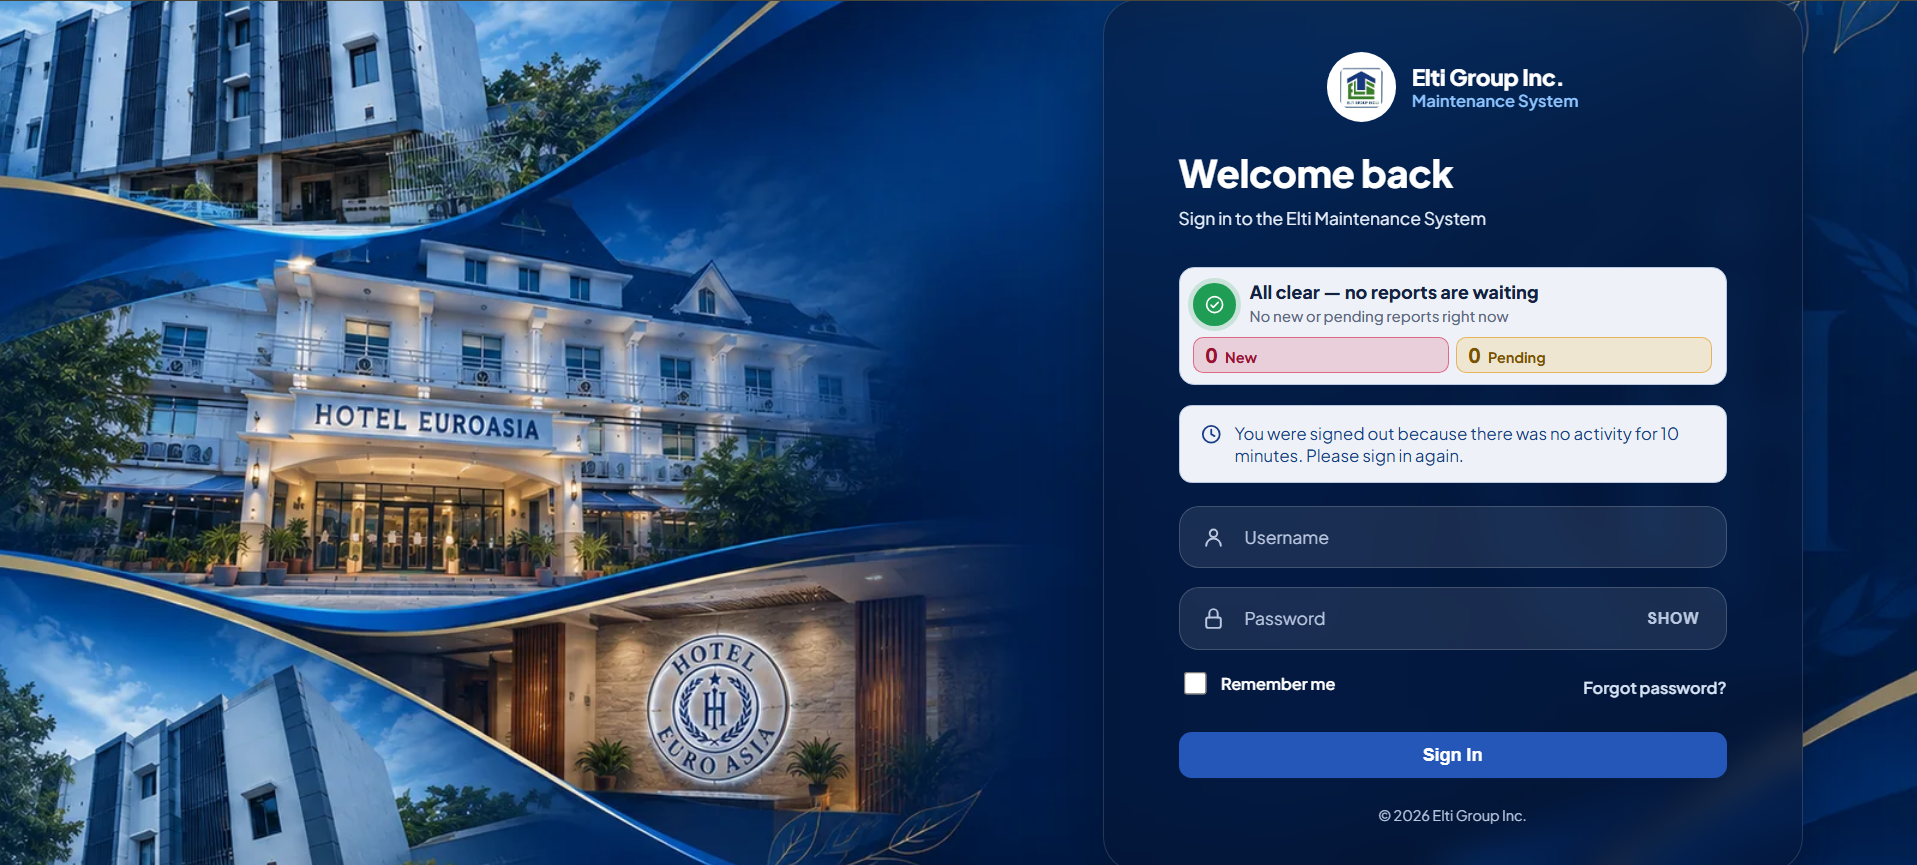 HOTEL EUROASIA
HOTEL
EURO ASIA
Elti Group Inc.
Maintenance System
Welcome back
Sign in to the Elti Maintenance System
All clear — no reports are waiting
No new or pending reports right now
0 New
0 Pending
You were signed out because there was no activity for 10
minutes. Please sign in again.
Username
Password
SHOW
Remember me
Forgot password?
Sign In
© 2026 Elti Group Inc.